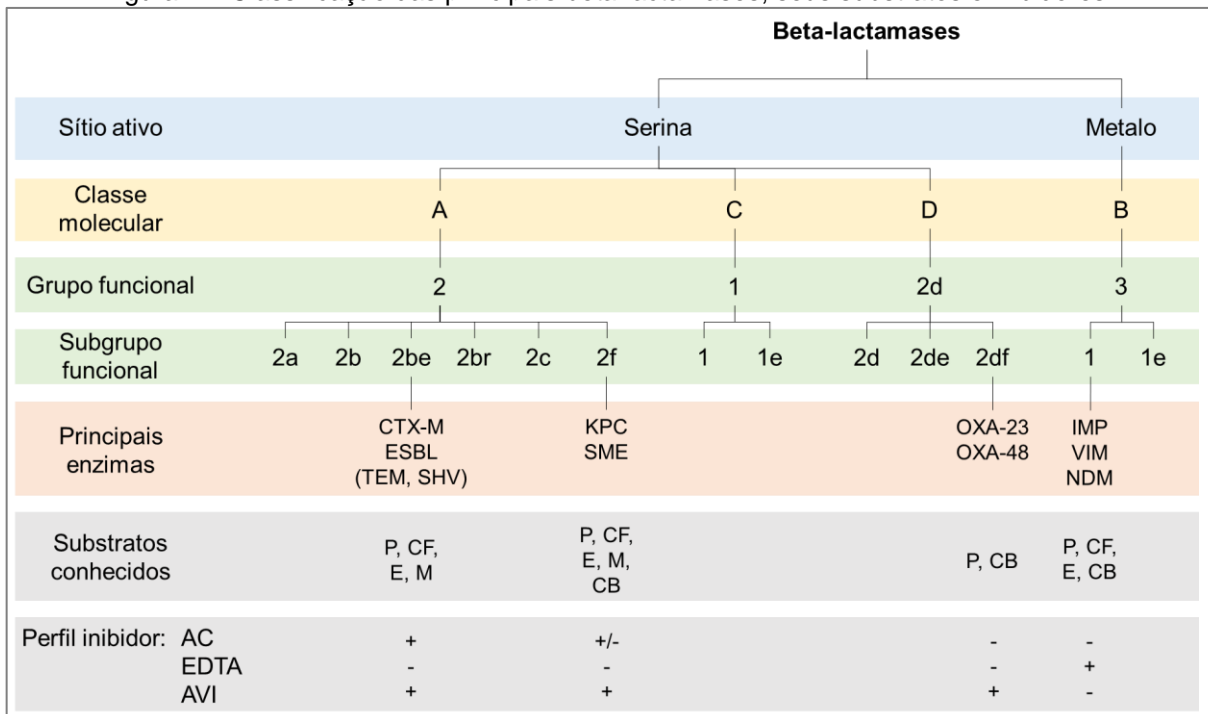 Beta-lactamases
Sítio ativo Serina Metalo
Classe
molecular A C D B
Grupo funcional 2 1 2d 3
Subgrupo
funcional 2a 2b 2be 2br 2c 2f 1 1e 2d 2de 2df 1 1e
Principais
enzimas
CTX-M KPC OXA-23 IMP
ESBL SME OXA-48 VIM
(TEM, SHV) NDM
Substratos
conhecidos
P, CF,
E, M
P, CF,
E, M,
CB
P, CB
P, CF,
E, CB
Perfil inibidor: AC + +/- - -
EDTA - - - +
AVI + + + -